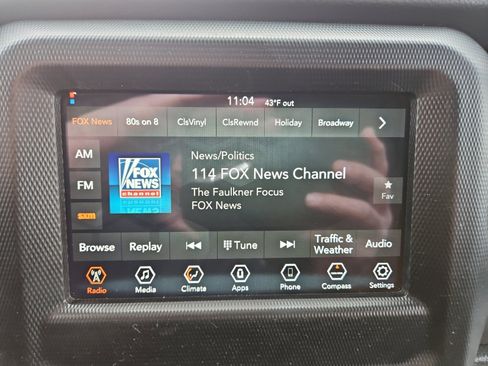 11:04 43°F out
FOX News 80s on 8 ClsVinyl ClsRewnd Holiday Broadway
AM
FM
sxm
FOX
NEWS
channel
News/Politics
114 FOX News Channel
The Faulkner Focus
FOX News
Fav
Browse Replay Tune Traffic & Weather Audio
Radio Media Climate Apps Phone Compass Settings